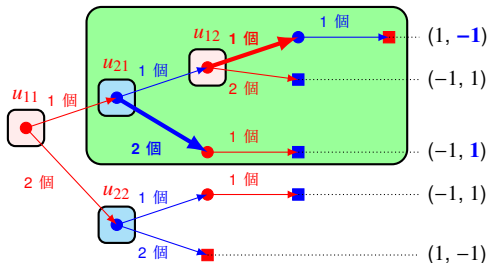 u12 1 個 1 個 (1, -1)
u21 1 個 2 個 (-1, 1)
u11 1 個
2 個 1 個 (-1, 1)
2 個 u22 1 個 1 個 (-1, 1)
2 個 (1, -1)